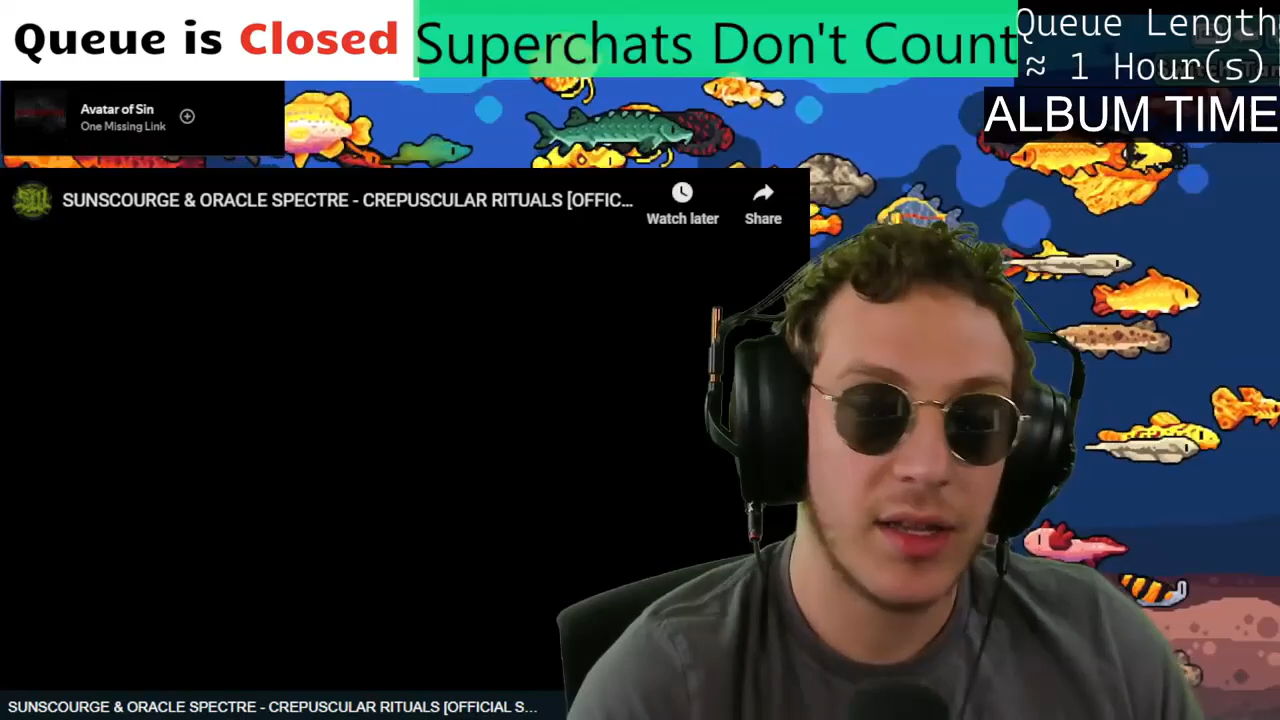 Queue is Closed
Superchats Don't Count
Queue Length
≈ 1 Hour(s)
ALBUM TIME
Avatar of Sin
One Missing Link
SUNSCOURGE & ORACLE SPECTRE - CREPUSCULAR RITUALS [OFFIC...
Watch later
Share
SUNSCOURGE & ORACLE SPECTRE - CREPUSCULAR RITUALS [OFFICIAL S...